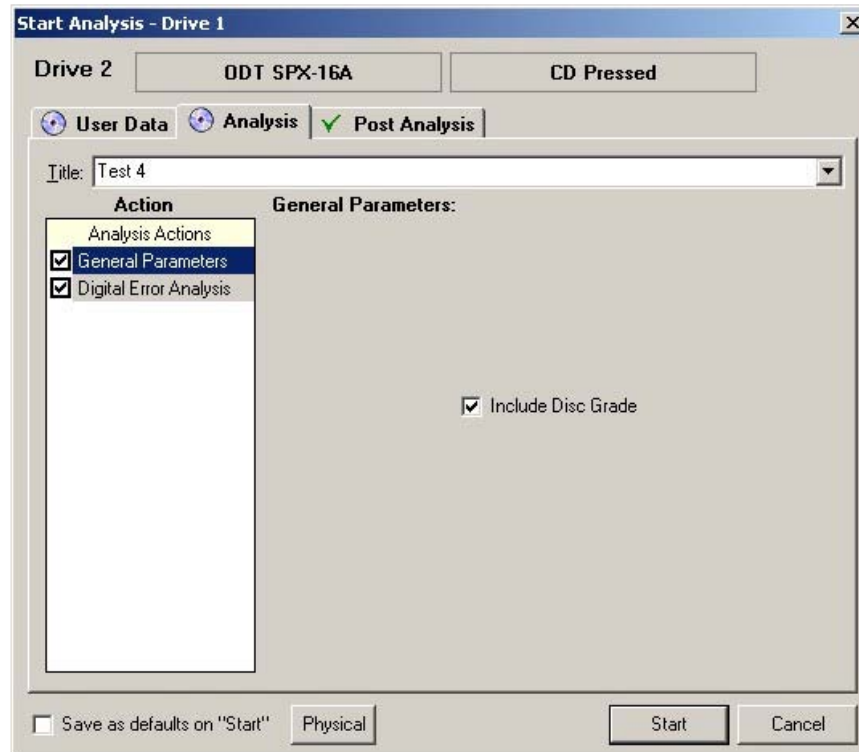 Start Analysis - Drive 1
Drive 2 ODT SPX-16A CD Pressed
User Data Analysis Post Analysis
Title: Test 4
Action General Parameters:
Analysis Actions
General Parameters
Digital Error Analysis
Include Disc Grade
Save as defaults on "Start" Physical Start Cancel